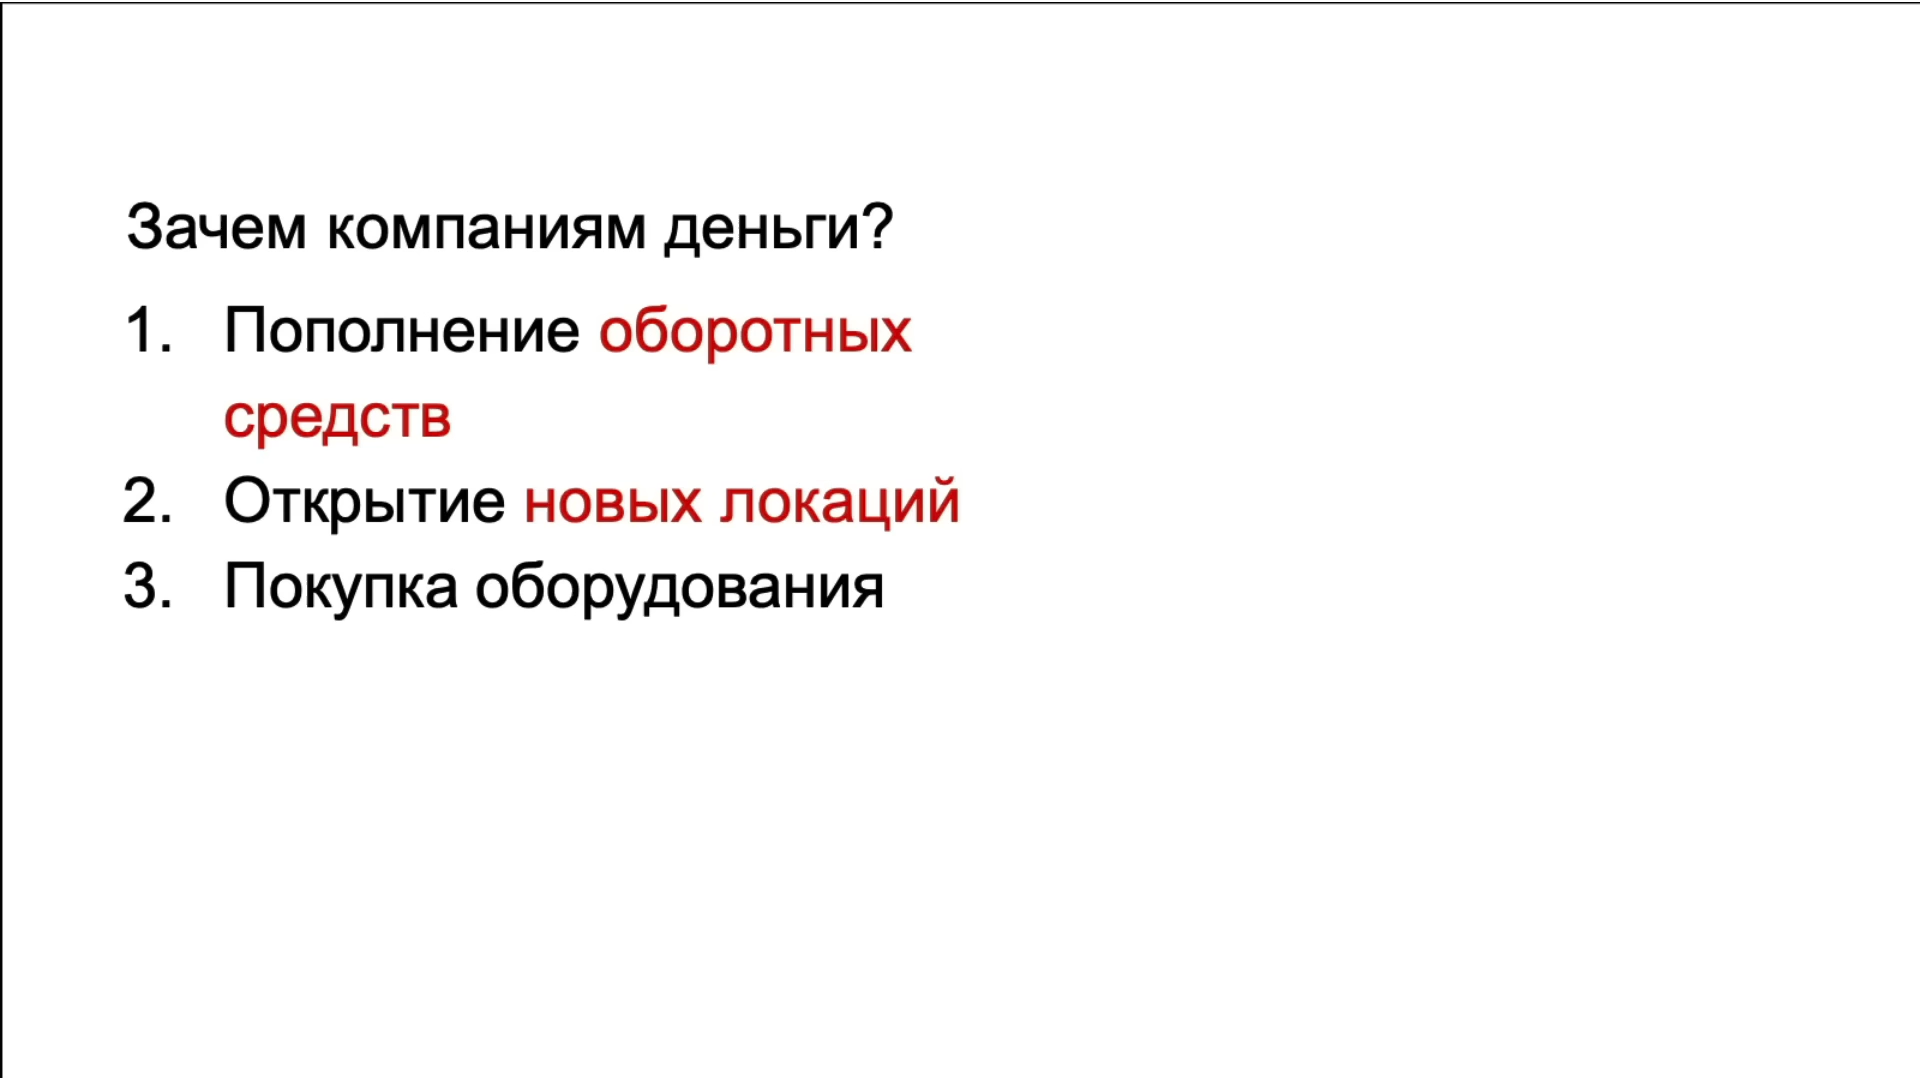 Зачем компаниям деньги?
1. Пополнение оборотных
средств
2. Открытие новых локаций
3. Покупка оборудования